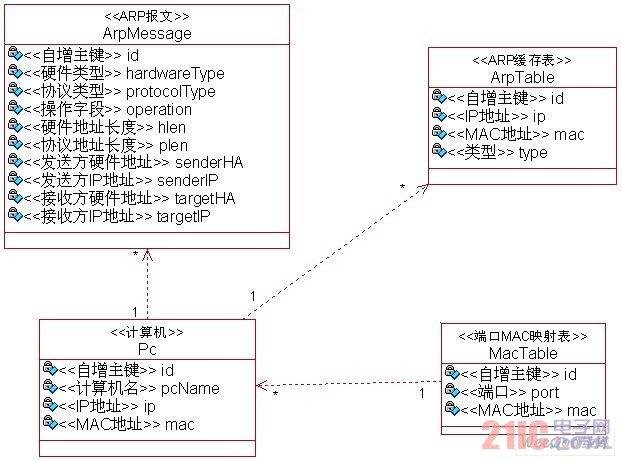 <<ARP报文>>
ArpMessage
<<自增主键>> id
<<硬件类型>> hardwareType
<<协议类型>> protocolType
<<操作字段>> operation
<<硬件地址长度>> hlen
<<协议地址长度>> plen
<<发送方硬件地址>> senderHA
<<发送方IP地址>> senderIP
<<接收方硬件地址>> targetHA
<<接收方IP地址>> targetIP
<<ARP缓存表>>
ArpTable
<<自增主键>> id
<<IP地址>> ip
<<MAC地址>> mac
<<类型>> type
*
*
1
1
<<计算机>>
Pc
<<自增主键>> id
<<计算机名>> pcName
<<IP地址>> ip
<<MAC地址>> mac
*
1
<<端口MAC映射表>>
MacTable
<<自增主键>> id
<<端口>> port
<<MAC地址>> mac
21IC电子网